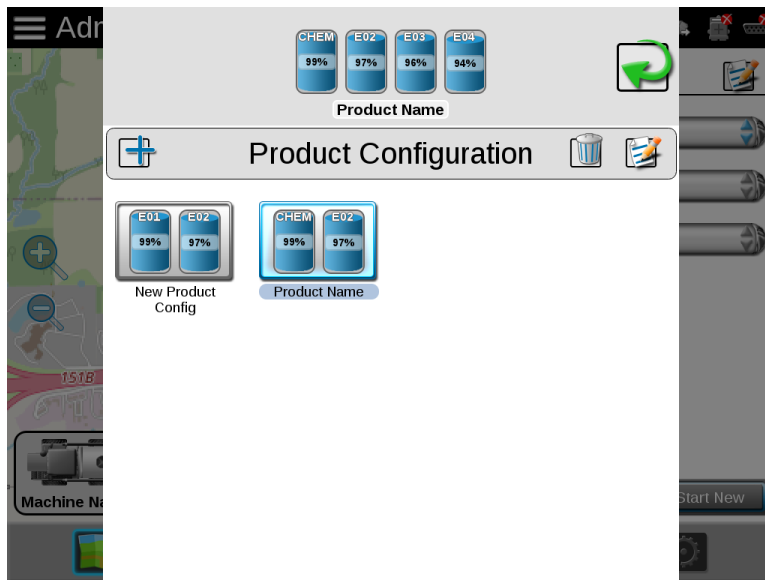 Adm
CHEM E02 E03 E04
99% 97% 96% 94%
Product Name
Product Configuration
E01 E02 CHEM E02
99% 97% 99% 97%
New Product
Config
Product Name
151B
Machine Na
Start New